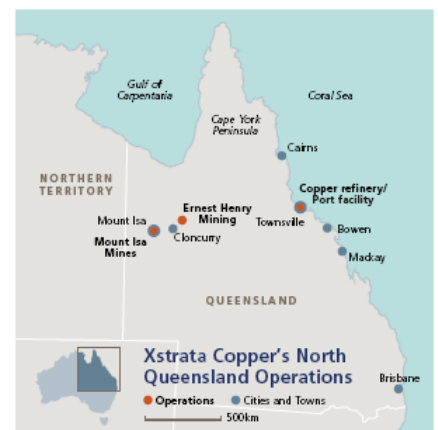 Gulf of
Carpentaria
Coral Sea
Cape York
Peninsula
Cairns
NORTHERN
TERRITORY
Copper refinery/
Port facility
Ernest Henry
Mining
Mount Isa
Townsville
Bowen
Mount Isa
Mines
Cloncurry
Mackay
QUEENSLAND
Xstrata Copper's North
Queensland Operations
Brisbane
Operations
Cities and Towns
500km